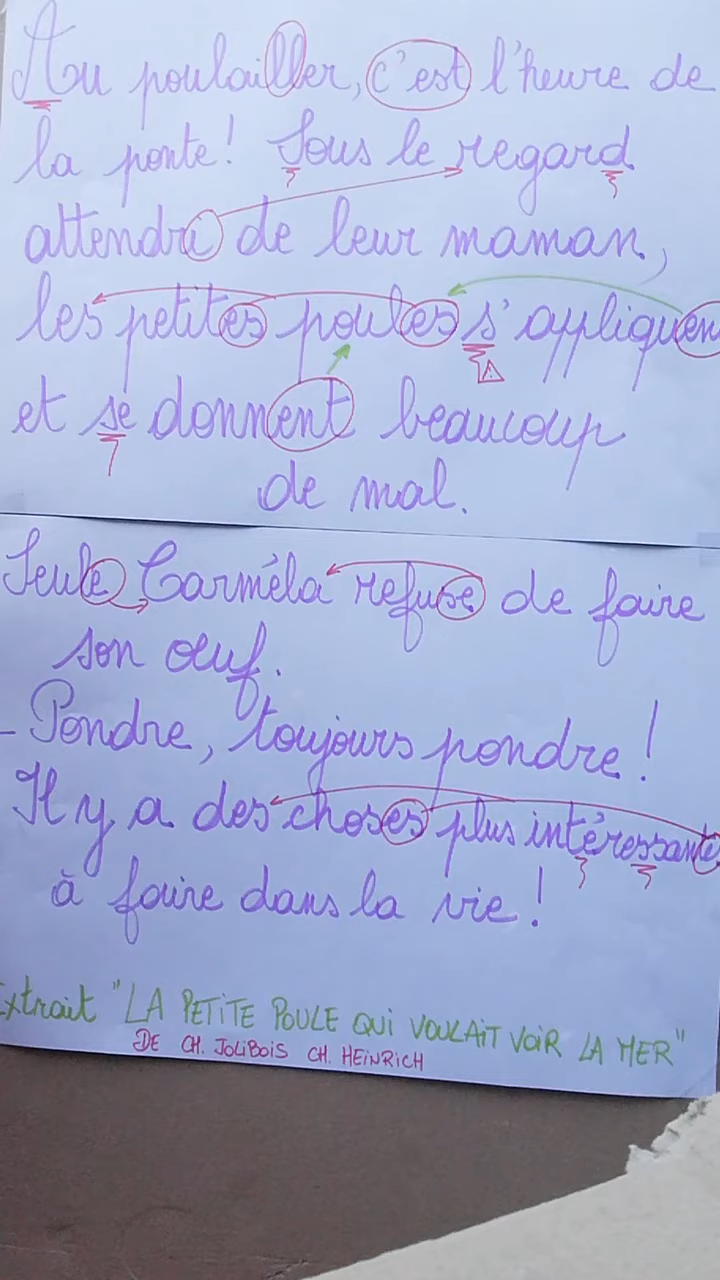 Au poulailler, c'est l'heure de
la ponte! Sous le regard
attendri de leur maman,
les petites poules s'appliquen
et se donnent beaucoup
de mal.
Seule Carméla refuse de faire
son œuf.
- Pondre, toujours pondre!
Il y a des choses plus intéressante
à faire dans la vie!
Extrait "LA PETITE POULE QUI VOULAIT VOIR LA MER"
DE CH. JOLIBOIS CH. HEINRICH